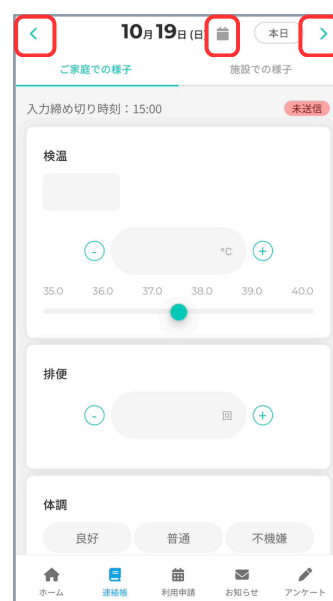 10月19日(日) 本日
ご家庭での様子 施設での様子
入力締め切り時刻：15:00 未送信
検温
- °C +
35.0 36.0 37.0 38.0 39.0 40.0
排便
- 回 +
体調
良好 普通 不機嫌
ホーム 連絡帳 利用申請 お知らせ アンケート